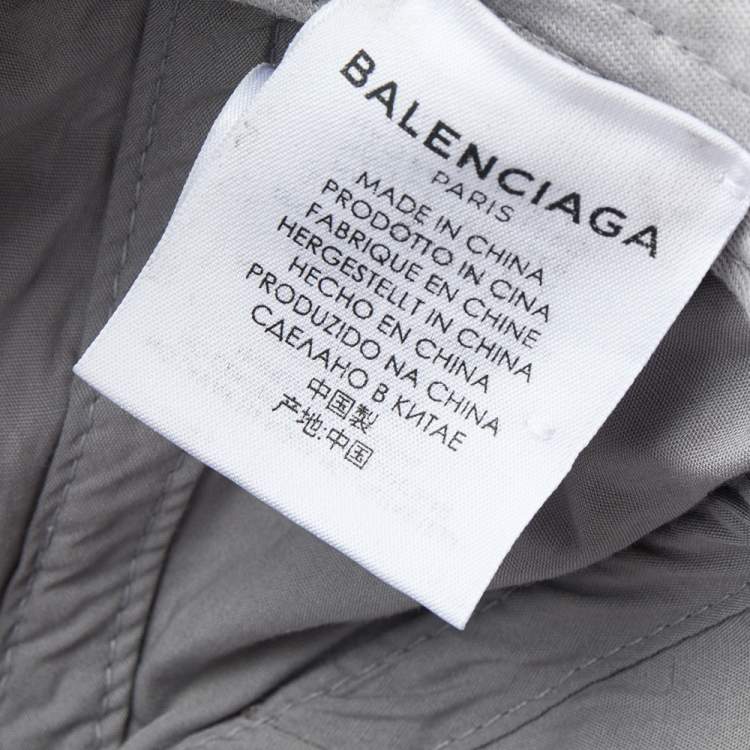 BALENCIAGA
PARIS
MADE IN CHINA
PRODOTTO IN CINA
FABRIQUE EN CHINE
HERGESTELLT IN CHINA
HECHO EN CHINA
PRODUZIDO NA CHINA
СДЕЛАНО В КИТАЕ
中国製
产地:中国